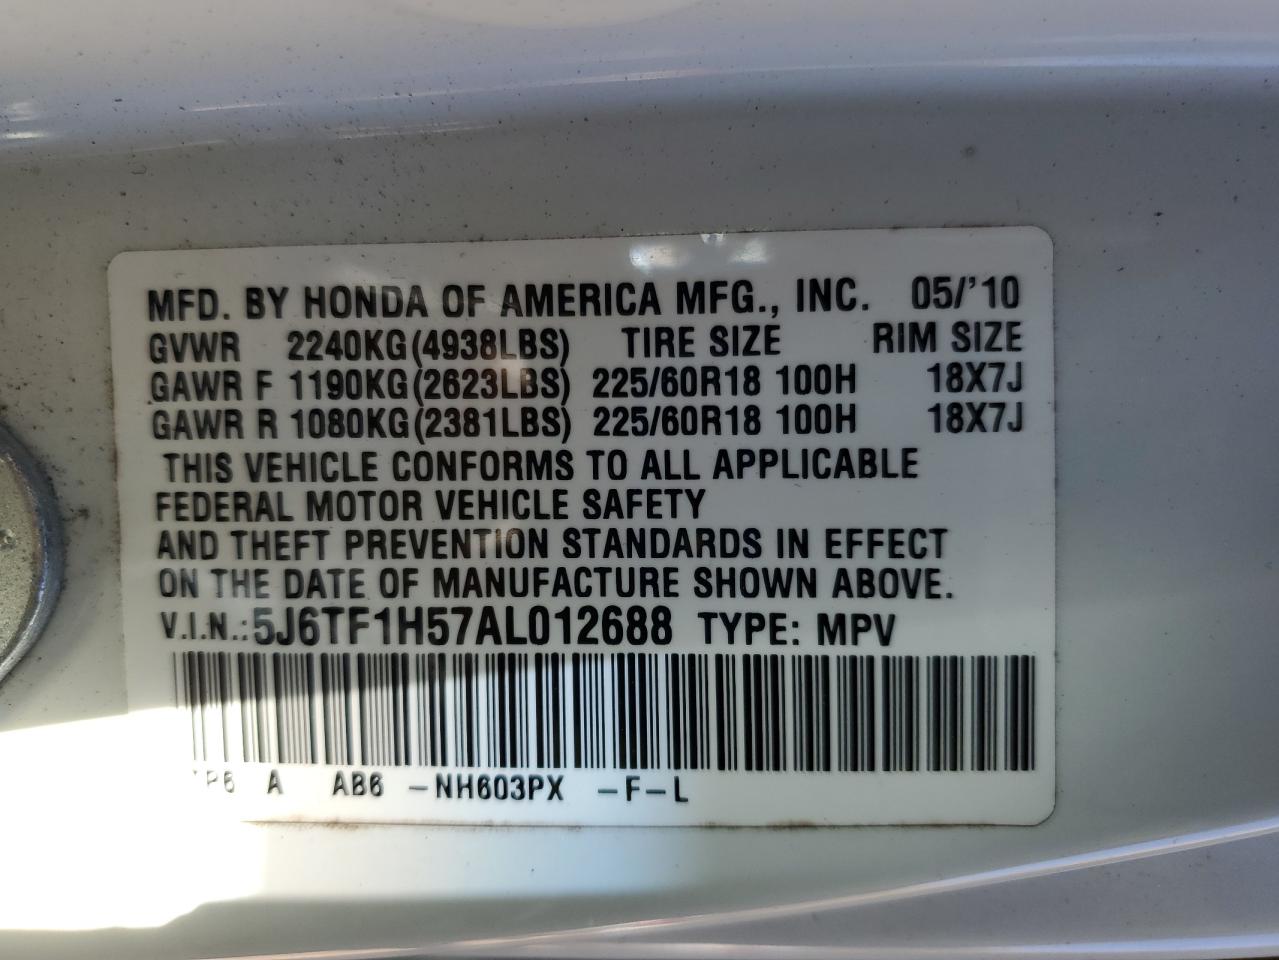 MFD. BY HONDA OF AMERICA MFG., INC. 05/'10
GVWR 2240KG(4938LBS) TIRE SIZE RIM SIZE
GAWR F 1190KG(2623LBS) 225/60R18 100H 18X7J
GAWR R 1080KG(2381LBS) 225/60R18 100H 18X7J
THIS VEHICLE CONFORMS TO ALL APPLICABLE
FEDERAL MOTOR VEHICLE SAFETY
AND THEFT PREVENTION STANDARDS IN EFFECT
ON THE DATE OF MANUFACTURE SHOWN ABOVE.
V.I.N.:5J6TF1H57AL012688 TYPE: MPV
A AB6 -NH603PX -F-L